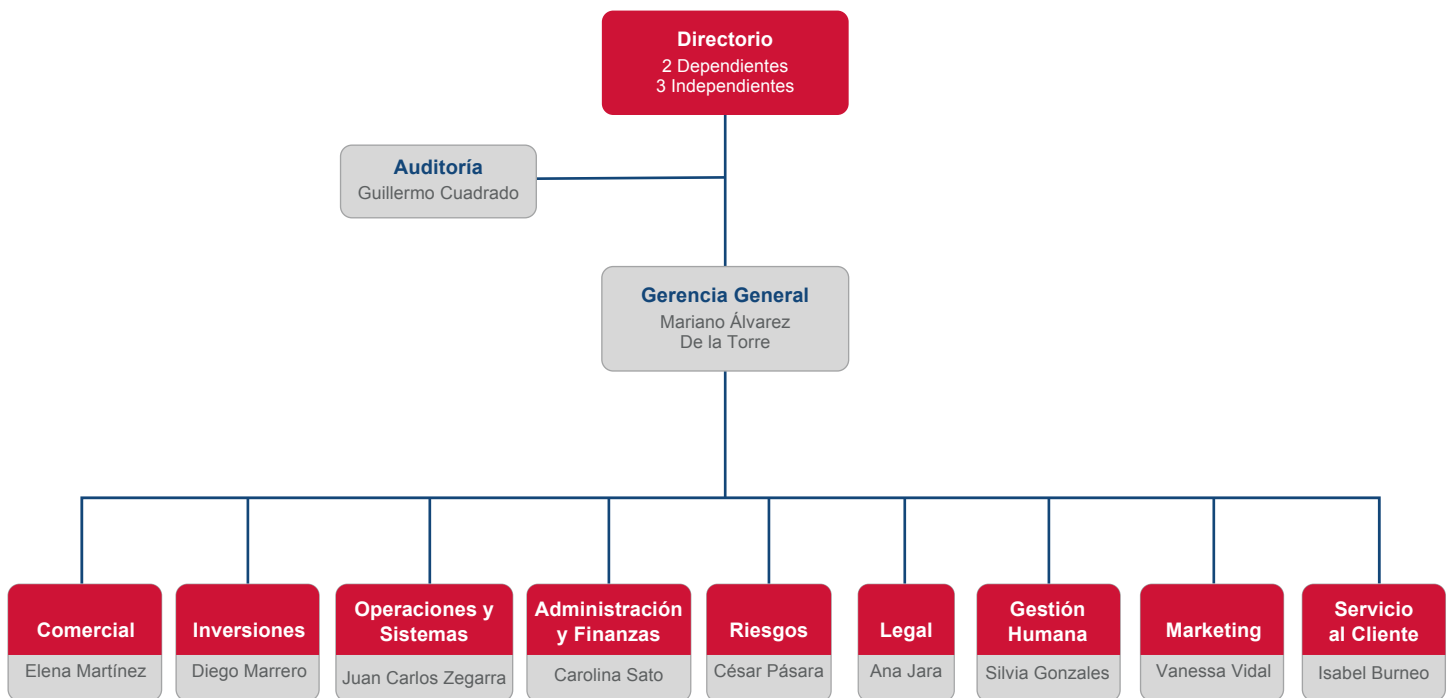 Directorio
2 Dependientes
3 Independientes
Auditoría
Guillermo Cuadrado
Gerencia General
Mariano Álvarez
De la Torre
Comercial
Elena Martínez
Inversiones
Diego Marrero
Operaciones y
Sistemas
Juan Carlos Zegarra
Administración
y Finanzas
Carolina Sato
Riesgos
César Pásara
Legal
Ana Jara
Gestión
Humana
Silvia Gonzales
Marketing
Vanessa Vidal
Servicio
al Cliente
Isabel Burneo